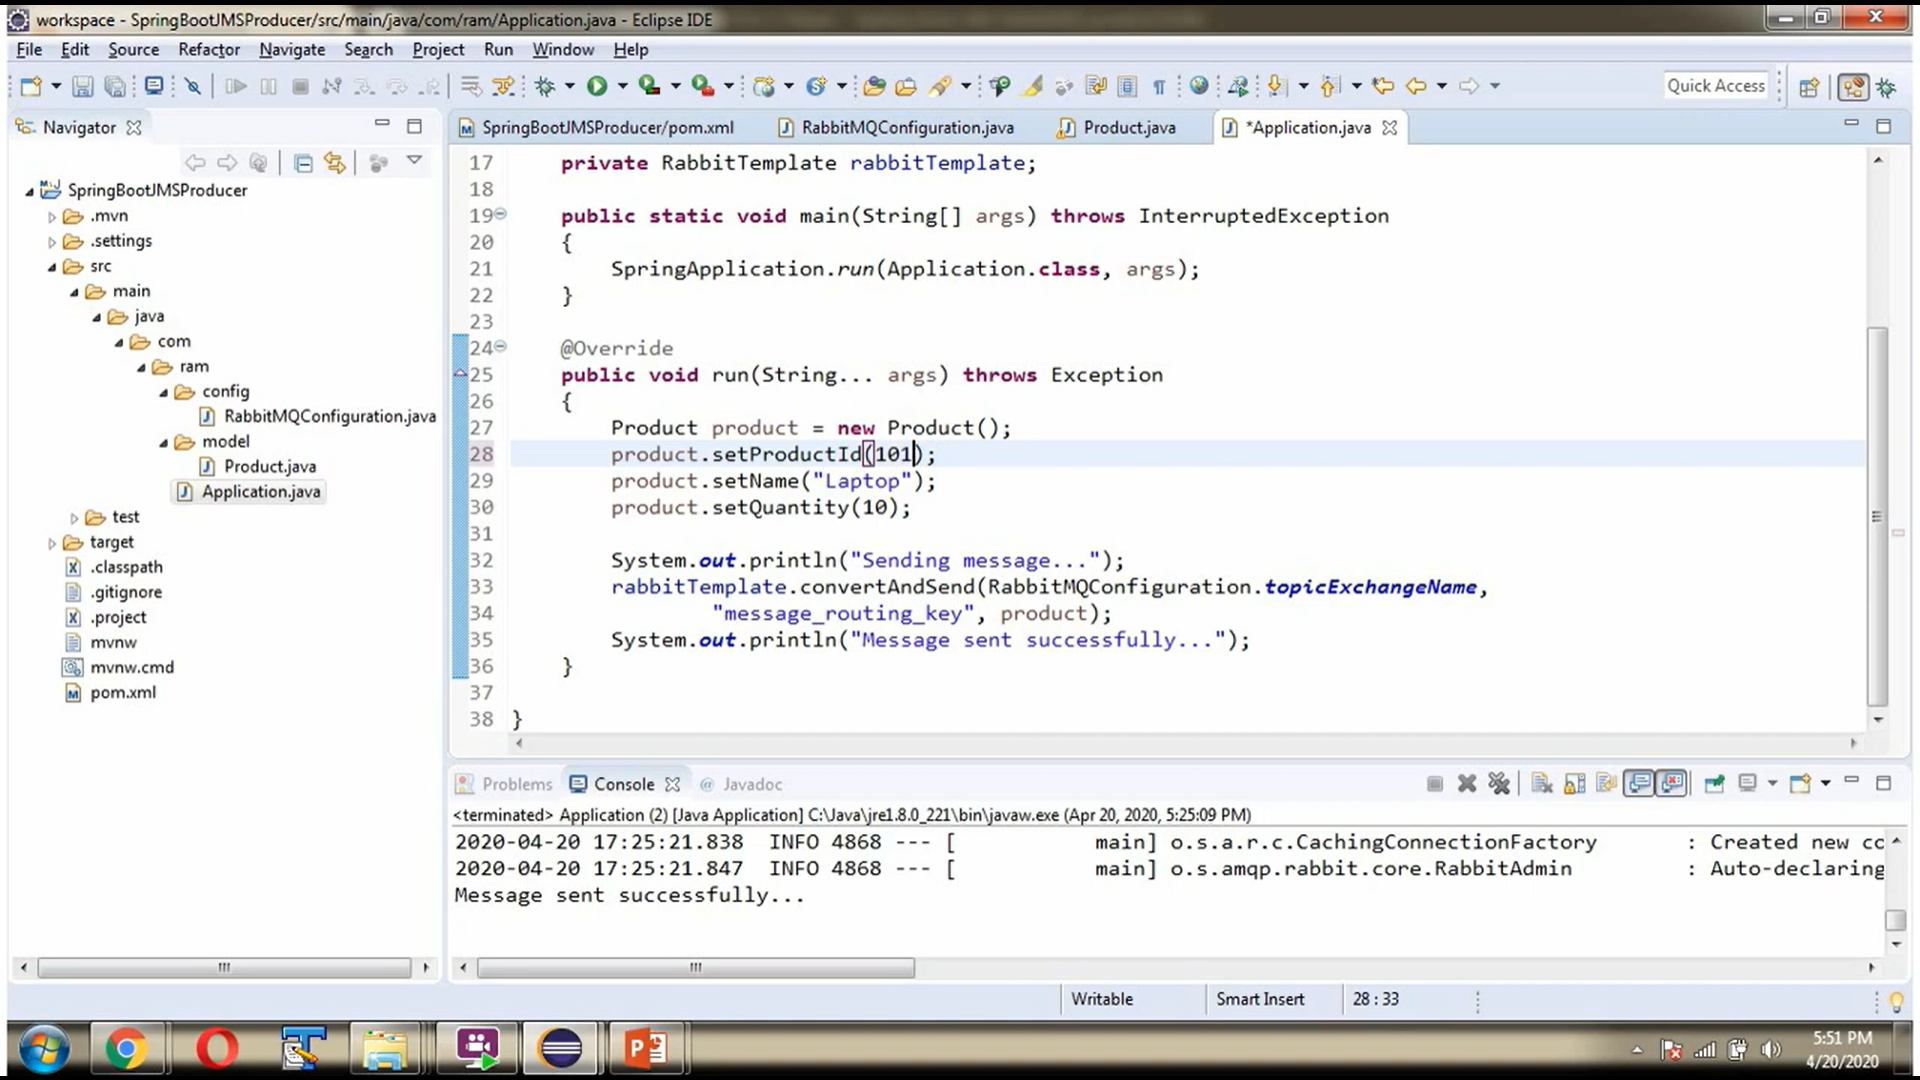 workspace - SpringBootJMSProducer/src/main/java/com/ram/Application.java - Eclipse IDE
File Edit Source Refactor Navigate Search Project Run Window Help
Quick Access
Navigator
SpringBootJMSProducer
.mvn
.settings
src
main
java
com
ram
config
RabbitMQConfiguration.java
model
Product.java
Application.java
test
target
.classpath
.gitignore
.project
mvnw
mvnw.cmd
pom.xml
SpringBootJMSProducer/pom.xml RabbitMQConfiguration.java Product.java *Application.java
17 private RabbitTemplate rabbitTemplate;
18
19 public static void main(String[] args) throws InterruptedException
20 {
21 SpringApplication.run(Application.class, args);
22 }
23
24 @Override
25 public void run(String... args) throws Exception
26 {
27 Product product = new Product();
28 product.setProductId(101);
29 product.setName("Laptop");
30 product.setQuantity(10);
31
32 System.out.println("Sending message...");
33 rabbitTemplate.convertAndSend(RabbitMQConfiguration.topicExchangeName,
34 "message_routing_key", product);
35 System.out.println("Message sent successfully...");
36 }
37
38 }
Problems Console @ Javadoc
<terminated> Application (2) [Java Application] C:\Java\jre1.8.0_221\bin\javaw.exe (Apr 20, 2020, 5:25:09 PM)
2020-04-20 17:25:21.838 INFO 4868 --- [ main] o.s.a.r.c.CachingConnectionFactory : Created new co
2020-04-20 17:25:21.847 INFO 4868 --- [ main] o.s.amqp.rabbit.core.RabbitAdmin : Auto-declaring
Message sent successfully...
Writable Smart Insert 28 : 33
5:51 PM
4/20/2020